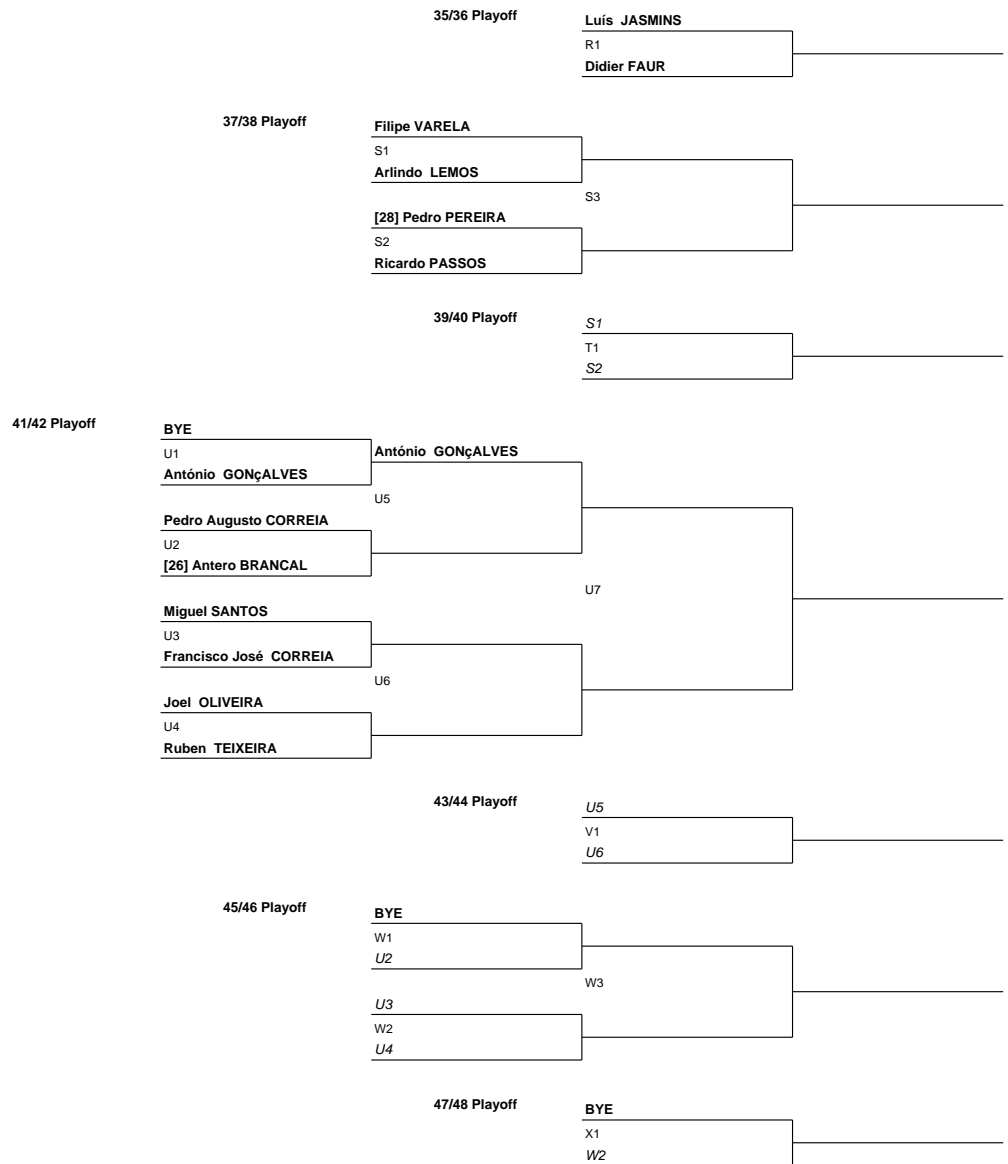 35/36 Playoff
Luís JASMINS
R1
Didier FAUR
37/38 Playoff
Filipe VARELA
S1
Arlindo LEMOS
S3
[28] Pedro PEREIRA
S2
Ricardo PASSOS
39/40 Playoff
S1
T1
S2
41/42 Playoff
BYE
U1
António GONçALVES
António GONçALVES
U5
Pedro Augusto CORREIA
U2
[26] Antero BRANCAL
U7
Miguel SANTOS
U3
Francisco José CORREIA
U6
Joel OLIVEIRA
U4
Ruben TEIXEIRA
43/44 Playoff
U5
V1
U6
45/46 Playoff
BYE
W1
U2
W3
U3
W2
U4
47/48 Playoff
BYE
X1
W2